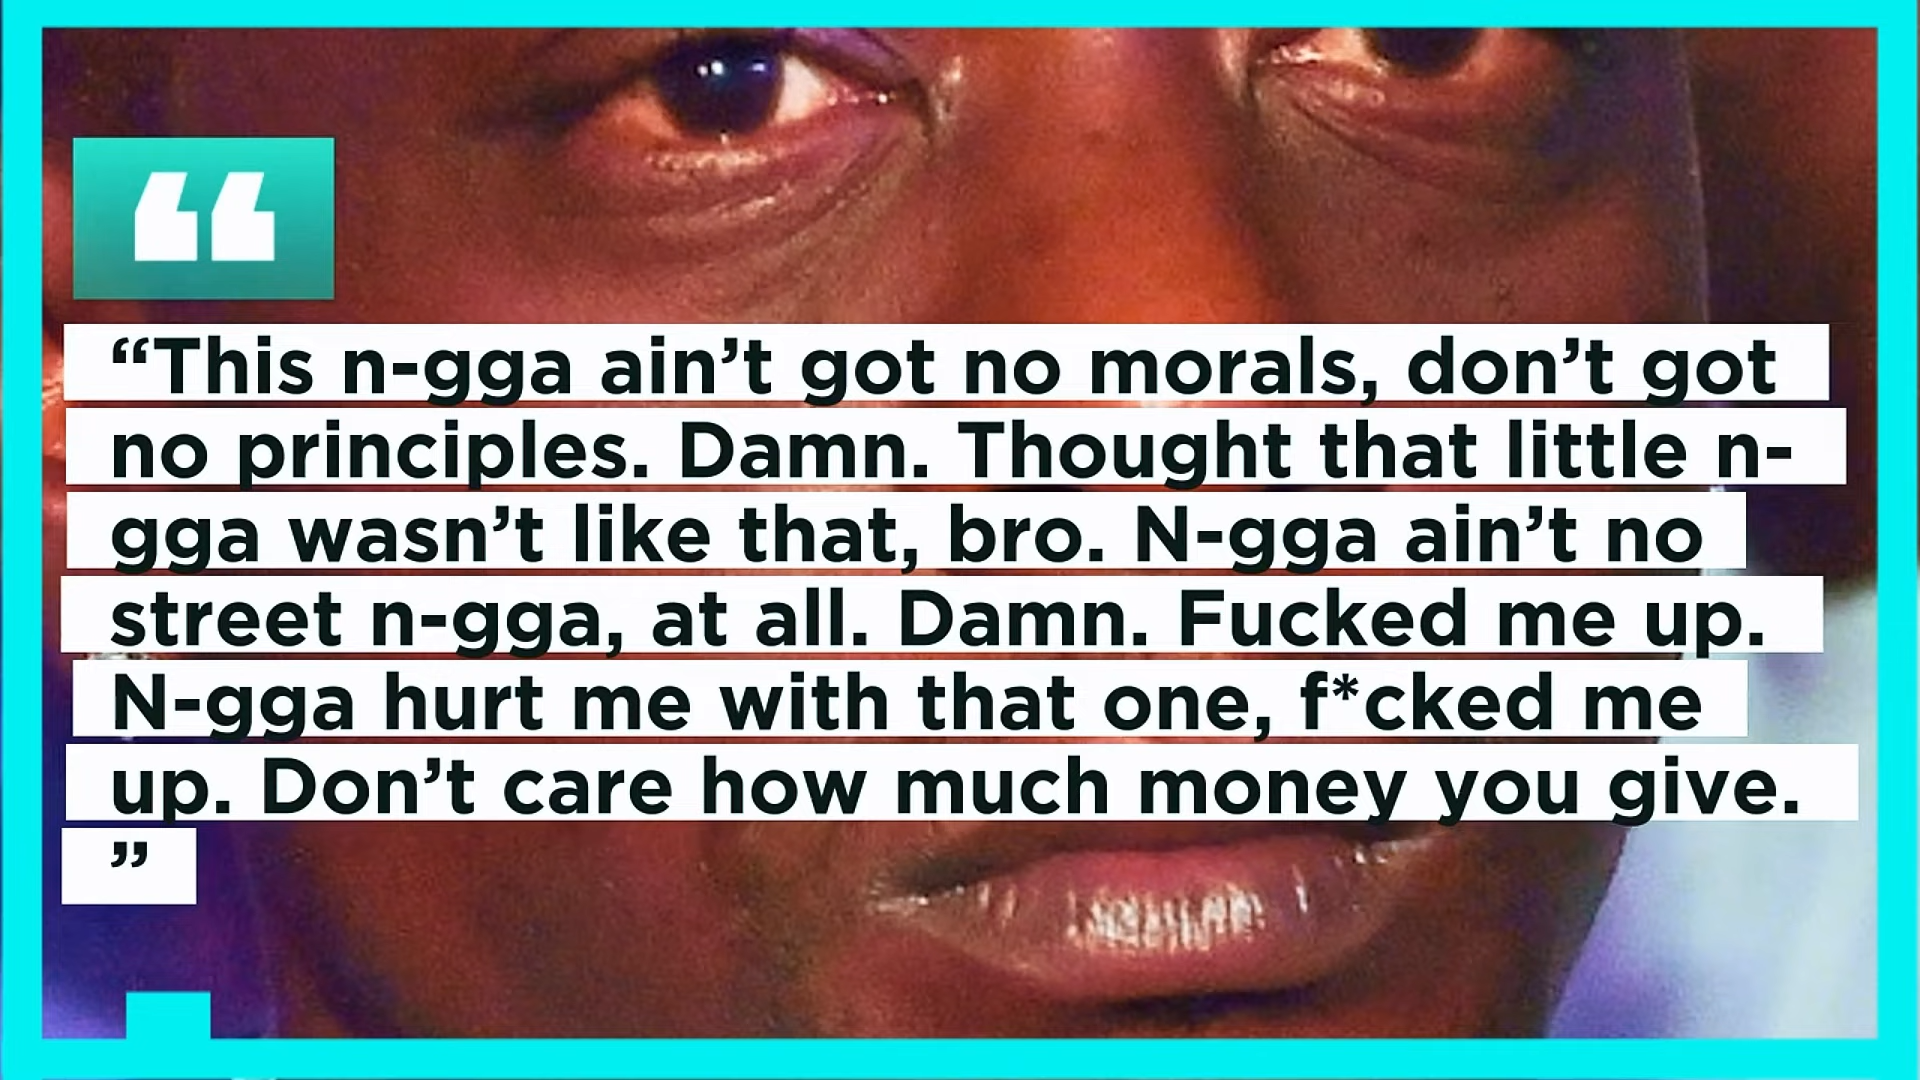 “
“This n-gga ain’t got no morals, don’t got
no principles. Damn. Thought that little n-
gga wasn’t like that, bro. N-gga ain’t no
street n-gga, at all. Damn. Fucked me up.
N-gga hurt me with that one, f*cked me
up. Don’t care how much money you give.
”